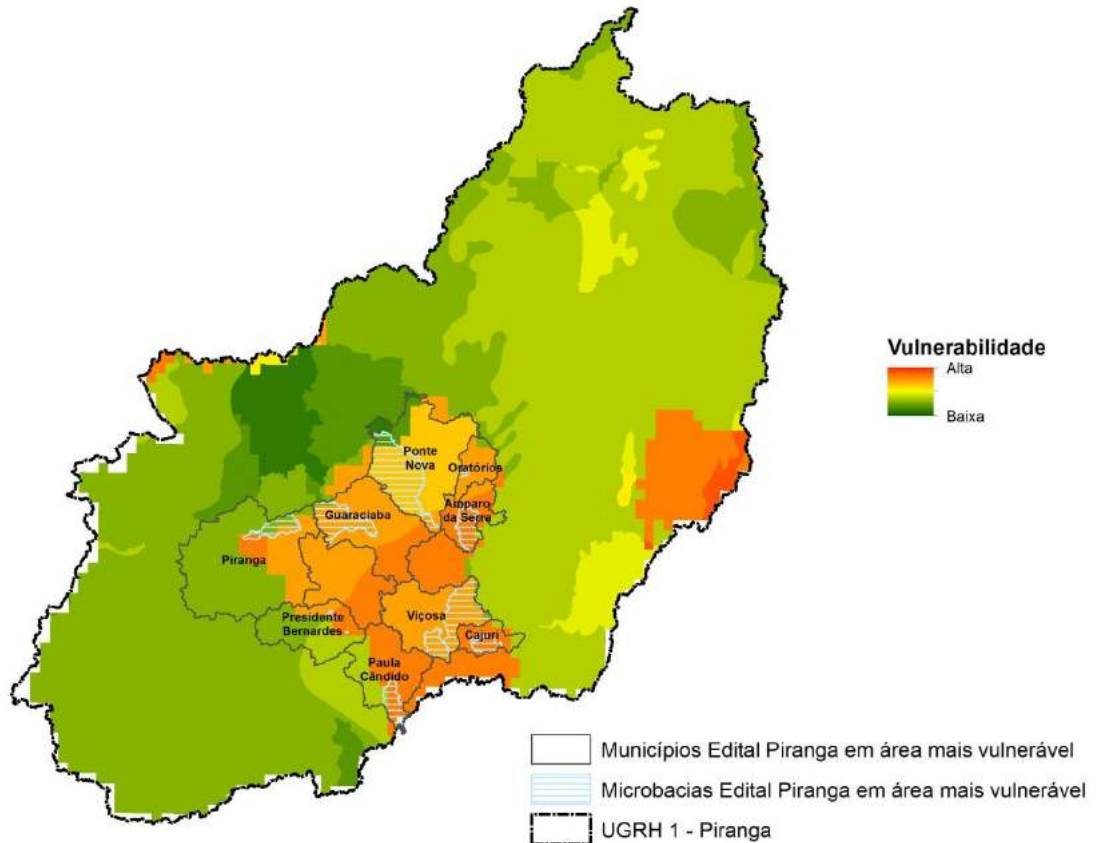 Vulnerabilidade
Alta
Baixa
Ponte
Nova
Oratórios
Amparo
da Serre
Guaraciaba
Piranga
Presidente
Bernardes
Viçosa
Cajuri
Paula
Cândido
Municípios Edital Piranga em área mais vulnerável
Microbacias Edital Piranga em área mais vulnerável
UGRH 1 - Piranga